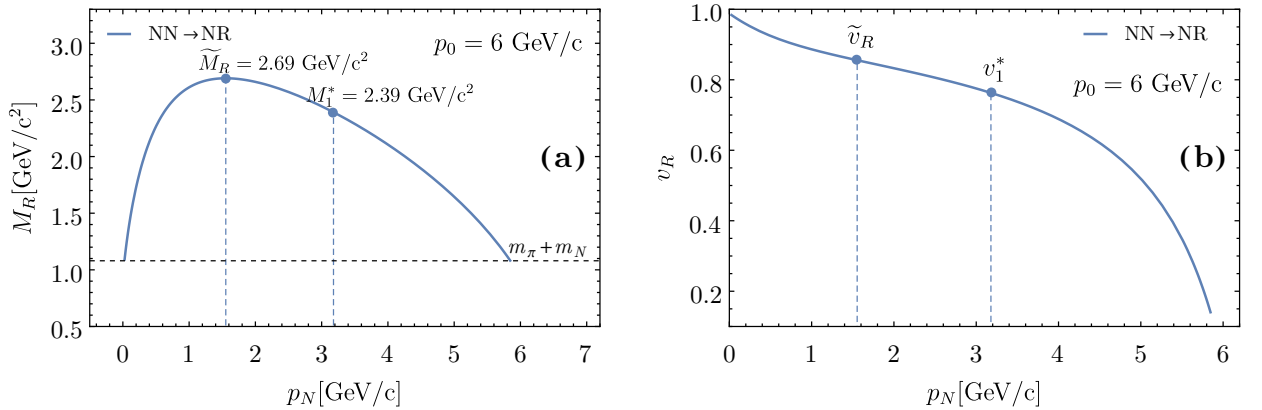 NN→NR
p₀ = 6 GeV/c
M̃_R = 2.69 GeV/c²
M₁* = 2.39 GeV/c²
(a)
m_π+m_N
3.0
2.5
2.0
1.5
1.0
0.5
M_R[GeV/c²]
0 1 2 3 4 5 6 7
p_N[GeV/c]
NN→NR
ṽ_R
v₁*
p₀ = 6 GeV/c
(b)
1.0
0.8
0.6
0.4
0.2
v_R
0 1 2 3 4 5 6
p_N[GeV/c]